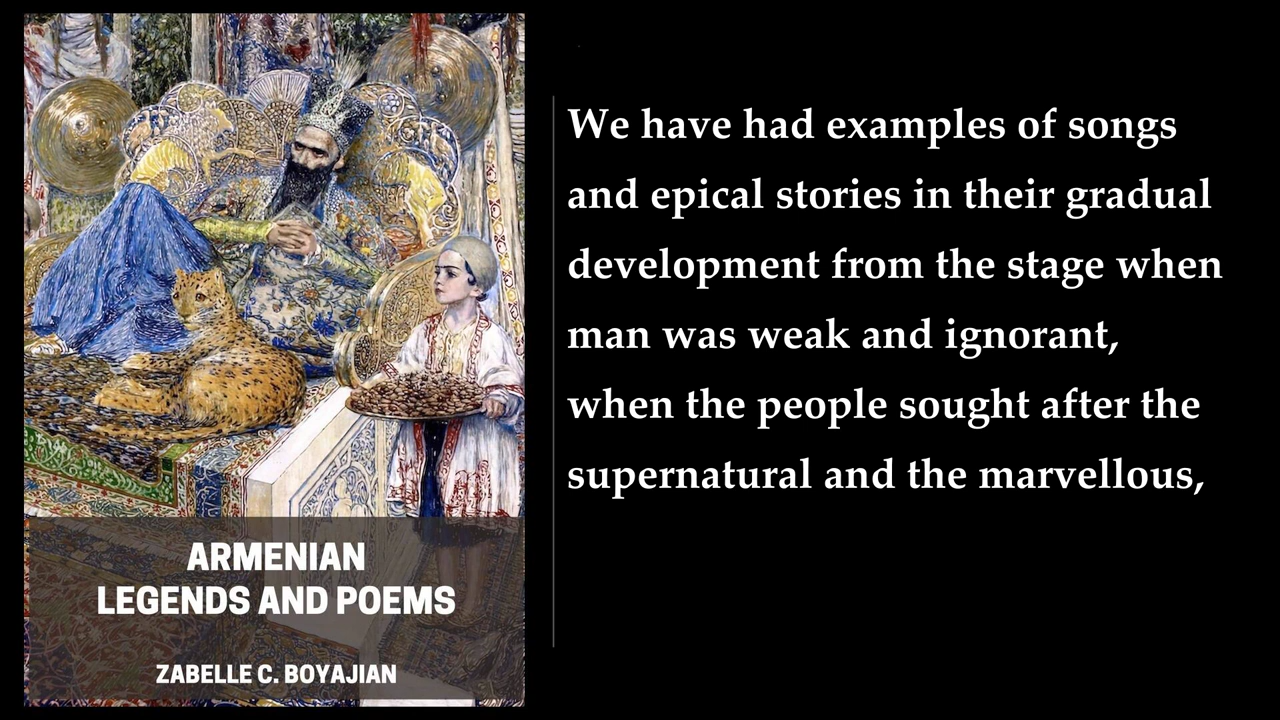 We have had examples of songs
and epical stories in their gradual
development from the stage when
man was weak and ignorant,
when the people sought after the
supernatural and the marvellous,
ARMENIAN
LEGENDS AND POEMS
ZABELLE C. BOYAJIAN